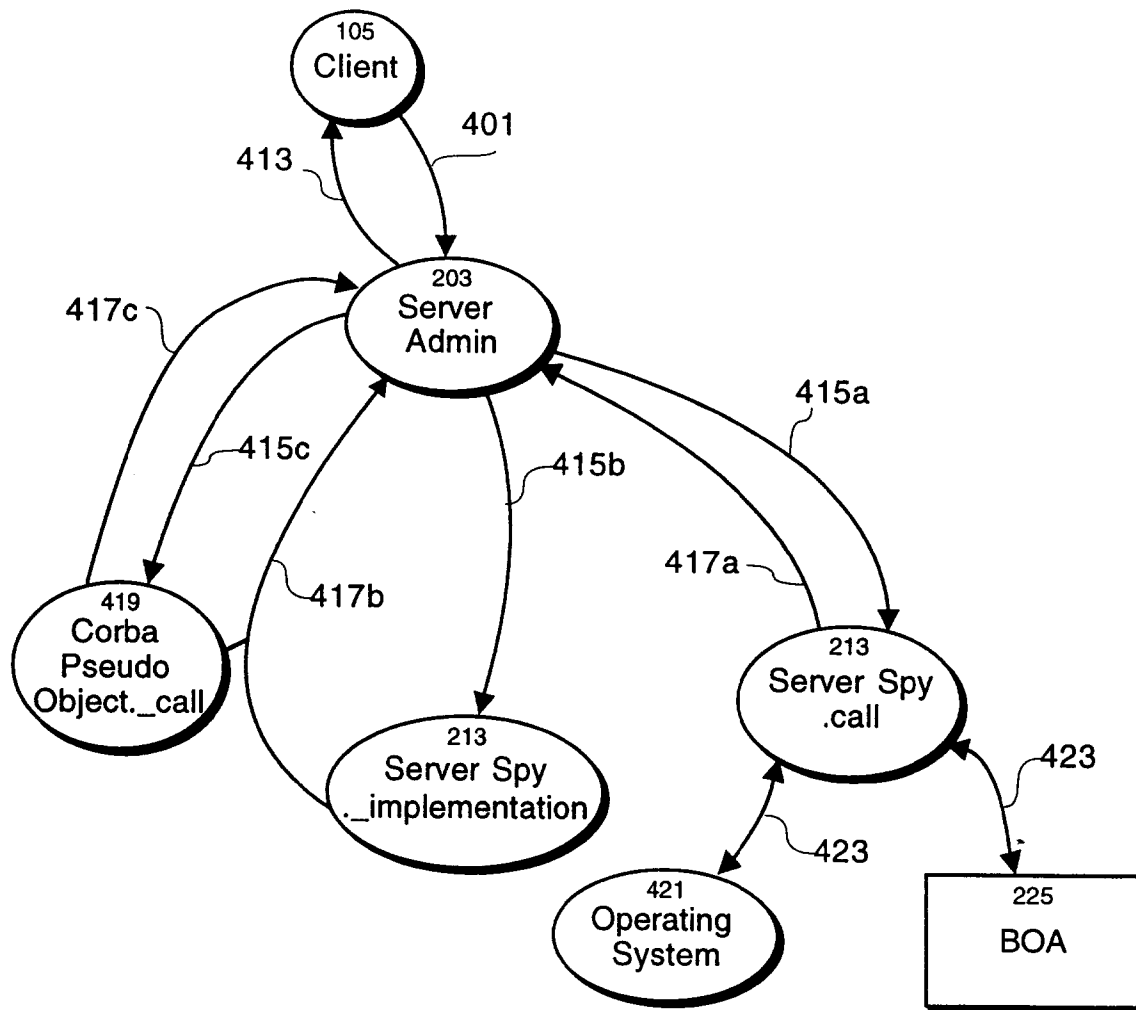 105
Client
401
413
203
Server
Admin
417c
415a
415c
415b
417a
417b
419
Corba
Pseudo
Object._call
213
Server Spy
.call
213
Server Spy
._implementation
423
423
421
Operating
System
225
BOA